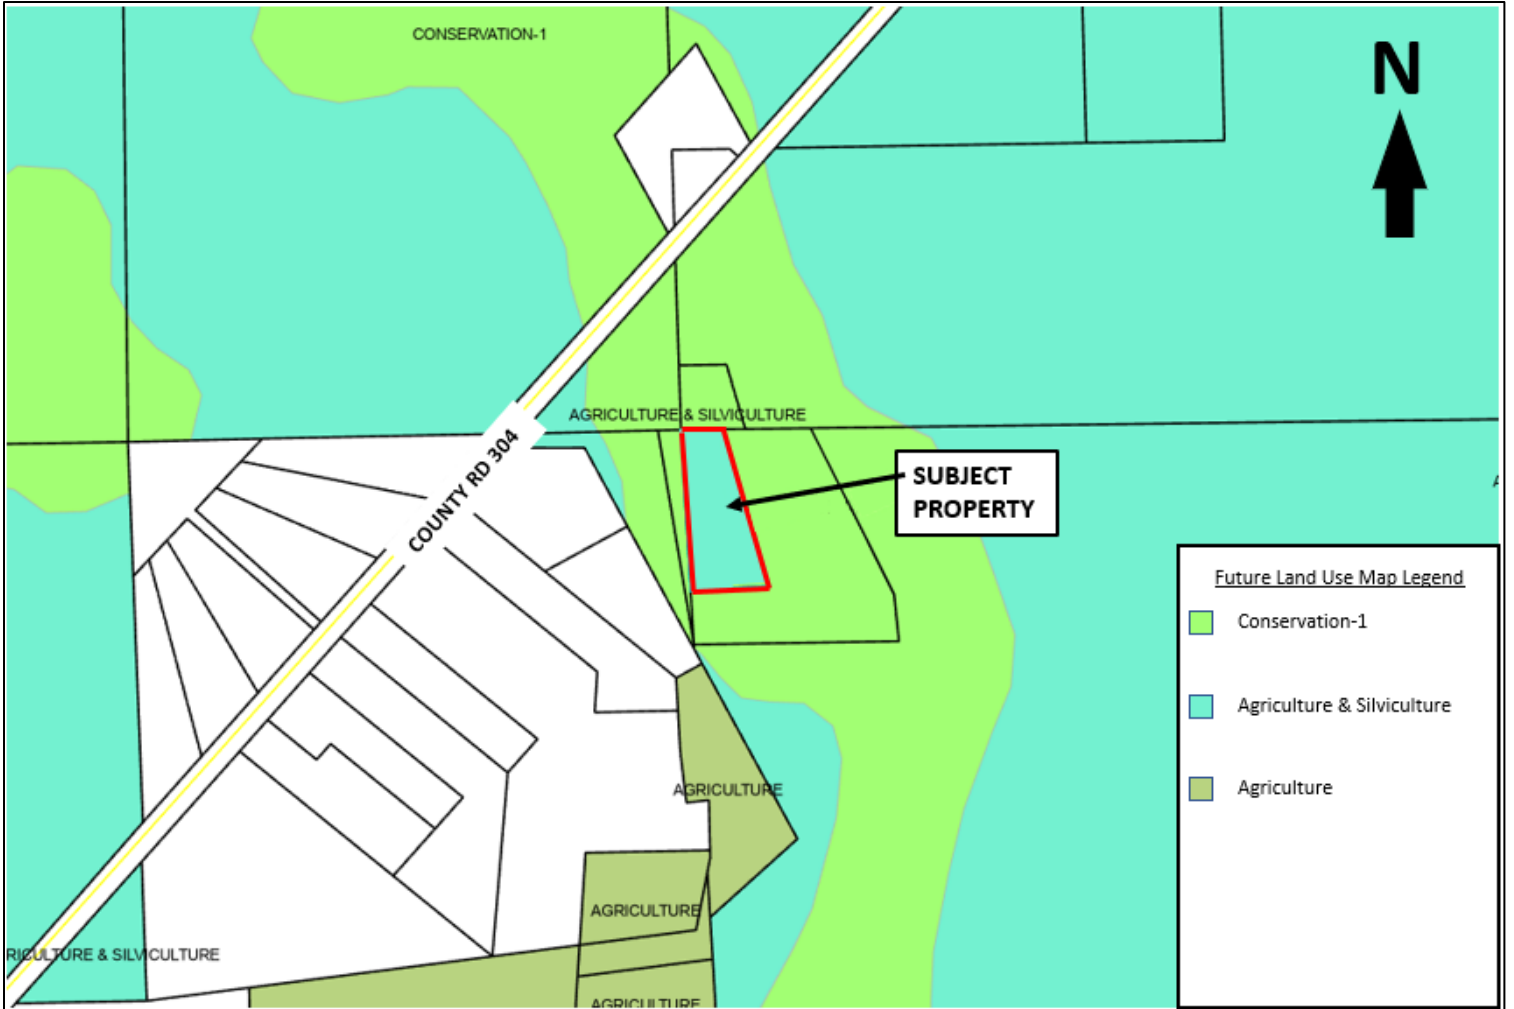 CONSERVATION-1
N
AGRICULTURE & SILVICULTURE
COUNTY RD 304
SUBJECT
PROPERTY
Future Land Use Map Legend
Conservation-1
Agriculture & Silviculture
Agriculture
AGRICULTURE
AGRICULTURE
RICULTURE & SILVICULTURE
AGRICULTURE